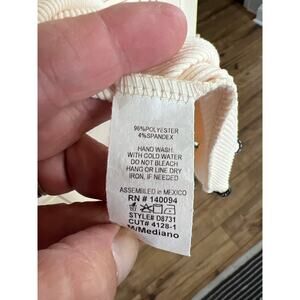 96%POLYESTER
4%SPANDEX
HAND WASH
WITH COLD WATER
DO NOT BLEACH
HANG OR LINE DRY
IRON, IF NEEDED
ASSEMBLED in MEXICO
RN # 140094
STYLE# D8731
CUT# 4128-1
M/Mediano